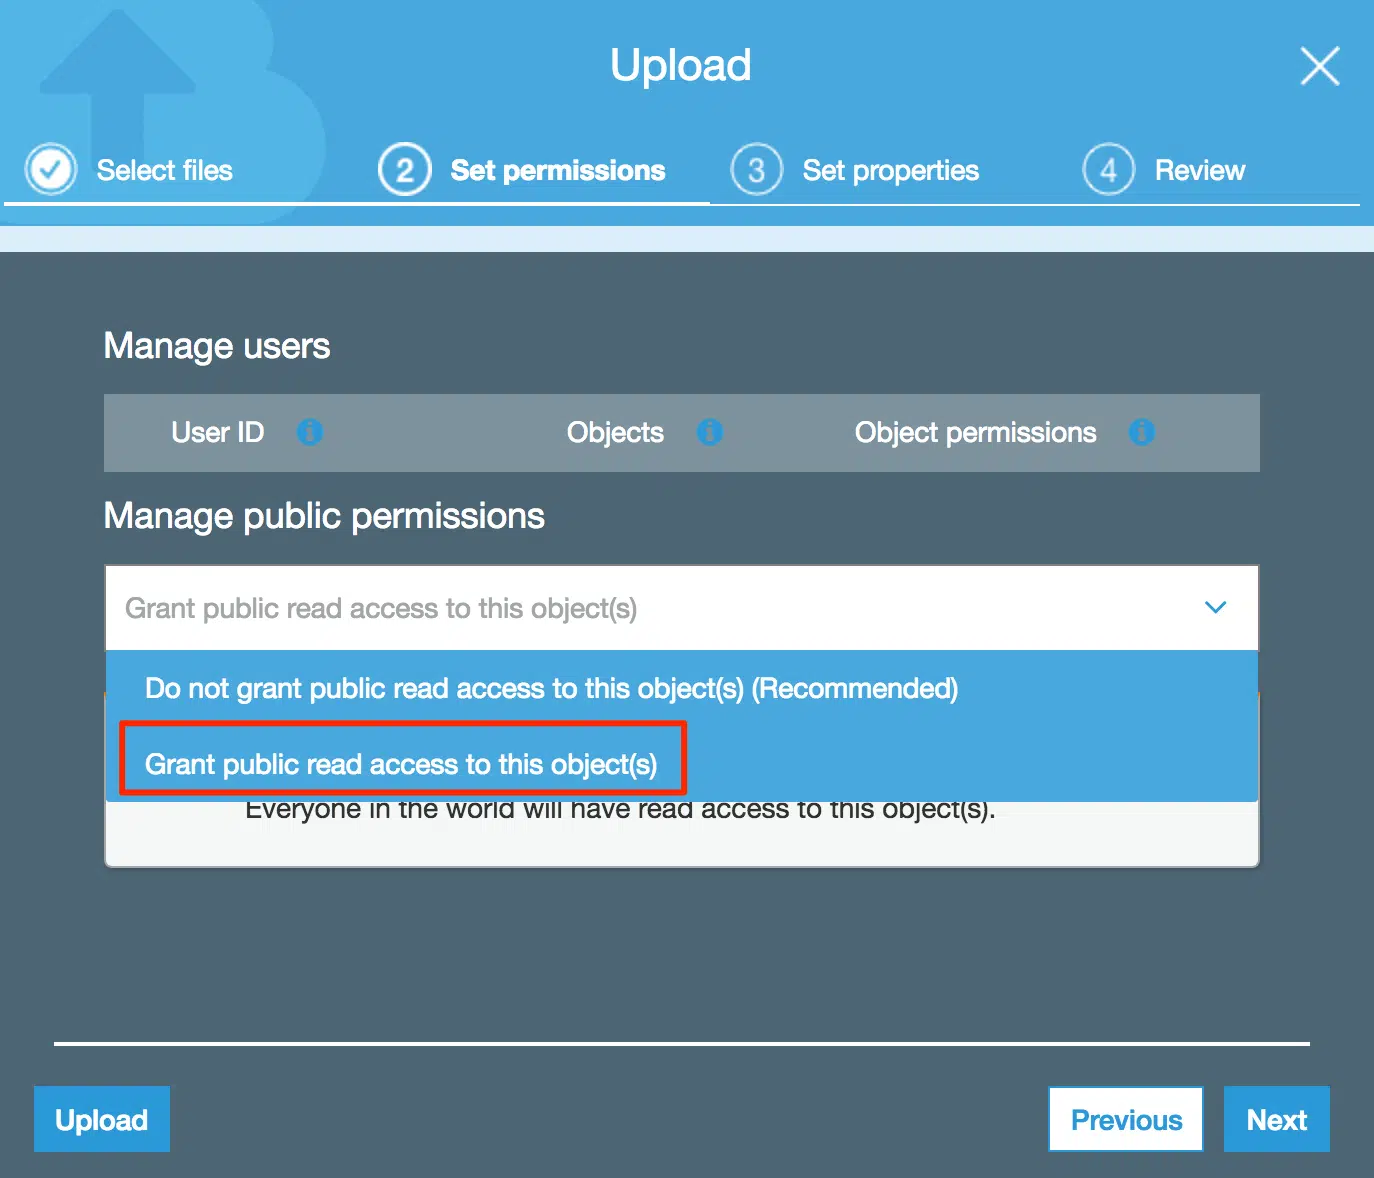 Upload
Select files
2 Set permissions
3 Set properties
4 Review
Manage users
User ID Objects Object permissions
Manage public permissions
Grant public read access to this object(s)
Do not grant public read access to this object(s) (Recommended)
Grant public read access to this object(s)
Everyone in the world will have read access to this object(s).
Upload Previous Next